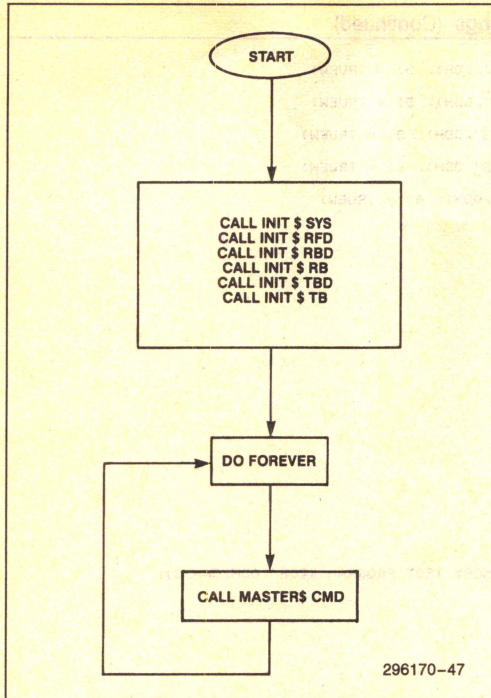 START
CALL INIT $ SYS
CALL INIT $ RFD
CALL INIT $ RBD
CALL INIT $ RB
CALL INIT $ TBD
CALL INIT $ TB
DO FOREVER
CALL MASTER$ CMD
296170-47